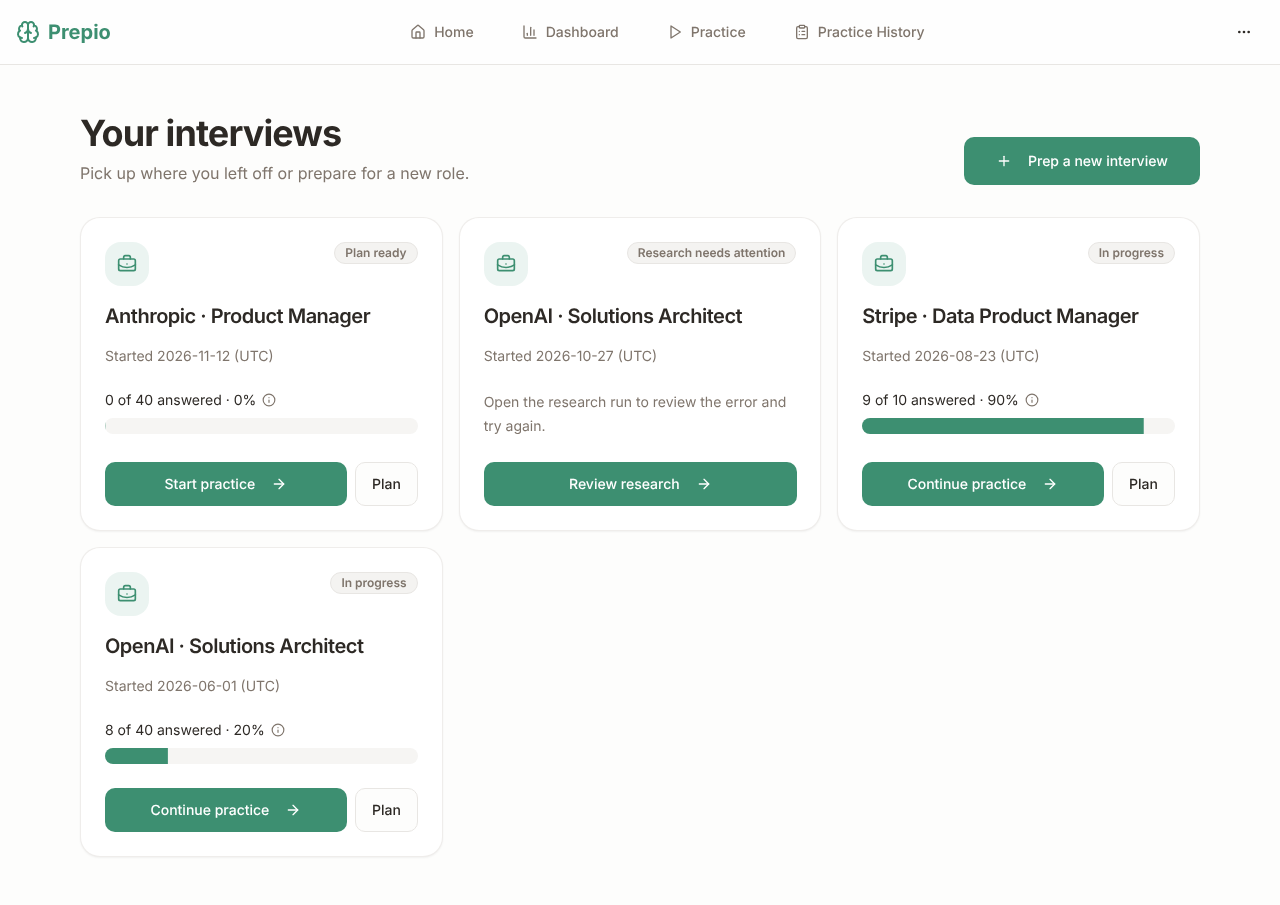 Prepio
Home
Dashboard
Practice
Practice History
Your interviews
Pick up where you left off or prepare for a new role.
Prep a new interview
Plan ready
Anthropic · Product Manager
Started 2026-11-12 (UTC)
0 of 40 answered · 0%
Start practice
Plan
Research needs attention
OpenAI · Solutions Architect
Started 2026-10-27 (UTC)
Open the research run to review the error and
try again.
Review research
In progress
Stripe · Data Product Manager
Started 2026-08-23 (UTC)
9 of 10 answered · 90%
Continue practice
Plan
In progress
OpenAI · Solutions Architect
Started 2026-06-01 (UTC)
8 of 40 answered · 20%
Continue practice
Plan